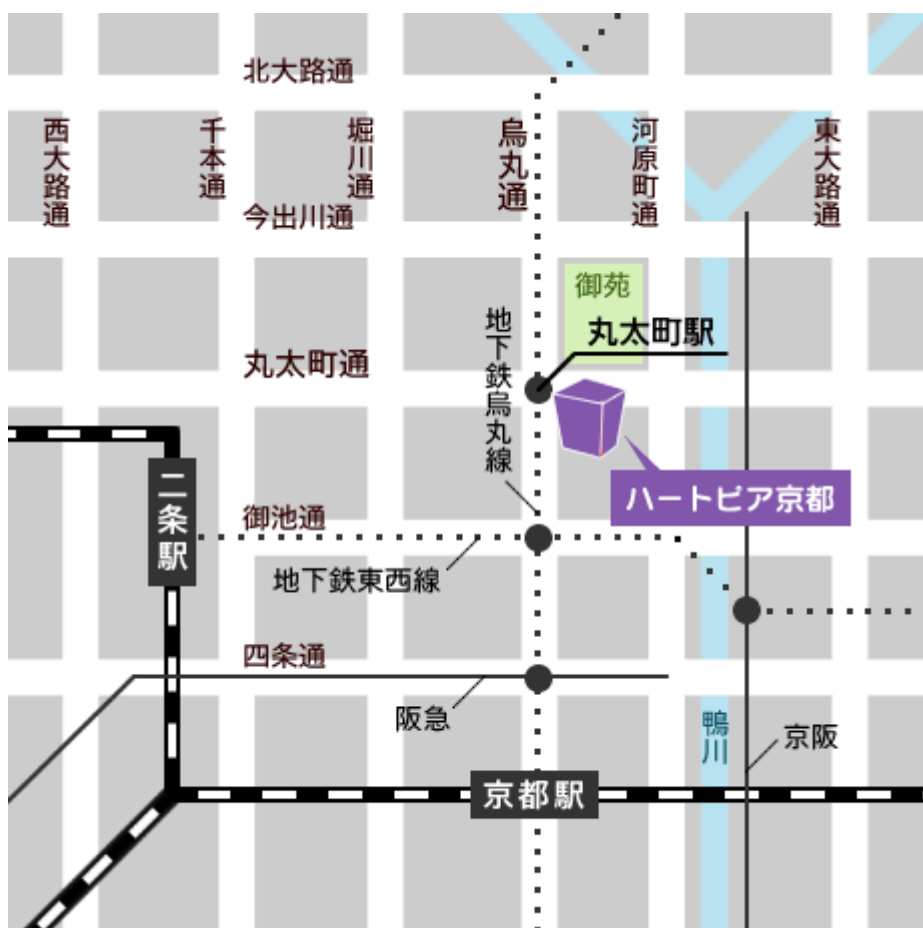 北大路通
西大路通
千本通
堀川通
烏丸通
河原町通
東大路通
今出川通
御苑
丸太町駅
地下鉄烏丸線
丸太町通
二条駅
ハートピア京都
御池通
地下鉄東西線
四条通
阪急
鴨川
京阪
京都駅